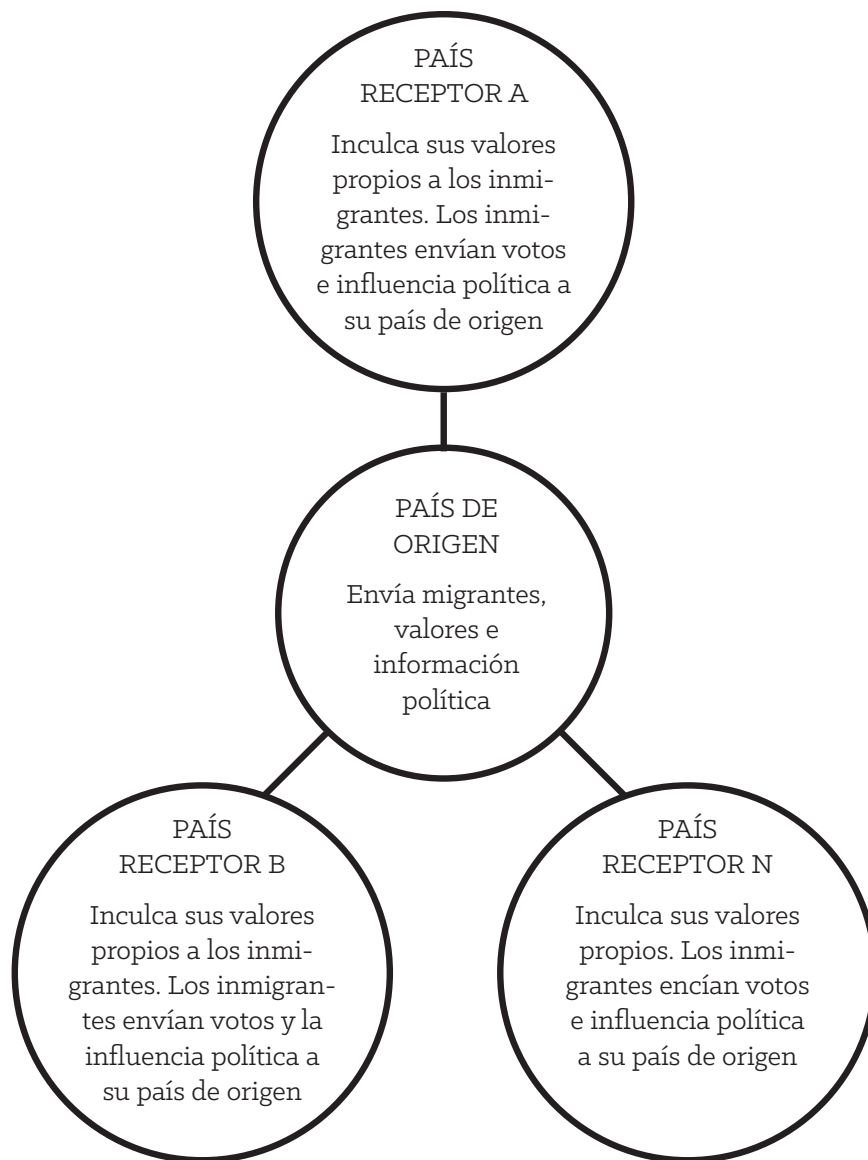 PAÍS
RECEPTOR A
Inculca sus valores
propios a los inmi-
grantes. Los inmi-
grantes envían votos
e influencia política a
su país de origen
PAÍS DE
ORIGEN
Envía migrantes,
valores e
información
política
PAÍS
RECEPTOR B
Inculca sus valores
propios a los inmi-
grantes. Los inmigran-
tes envían votos y la
influencia política a
su país de origen
PAÍS
RECEPTOR N
Inculca sus valores
propios. Los inmi-
grantes encían votos
e influencia política
a su país de origen